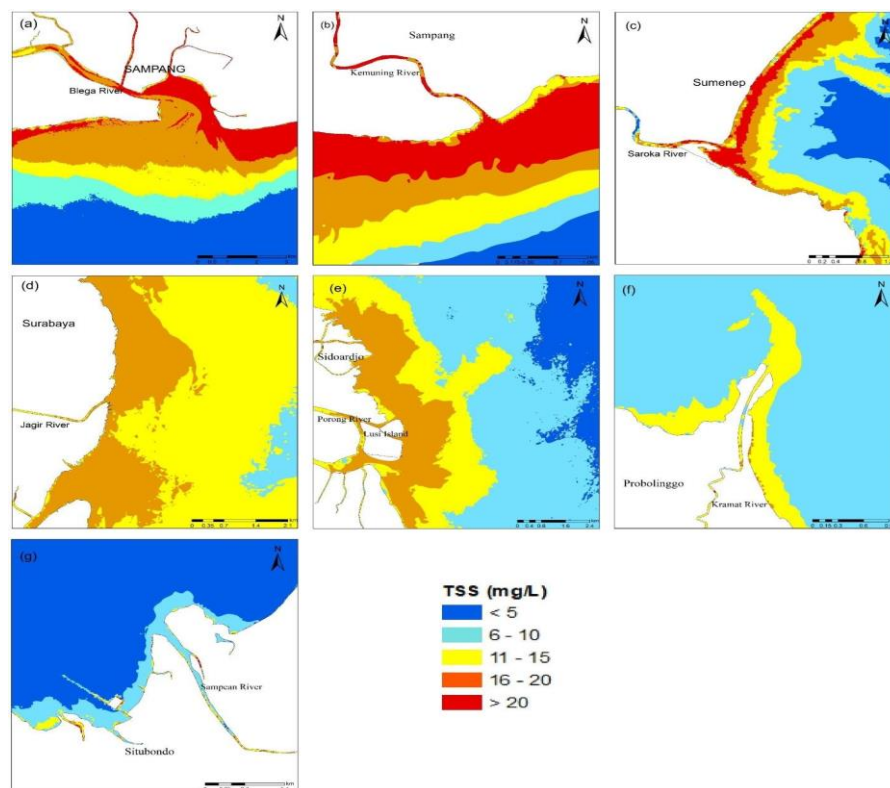 (a)
N
SAMPANG
Blega River
(b)
N
Sampang
Kemuning River
(c)
N
Sumenep
Saroka River
(d)
N
Surabaya
Jagir River
(e)
N
Sidoardjo
Porong River
Lusi Island
(f)
N
Probolinggo
Kramat River
(g)
N
Sampean River
Situbondo
TSS (mg/L)
< 5
6 - 10
11 - 15
16 - 20
> 20